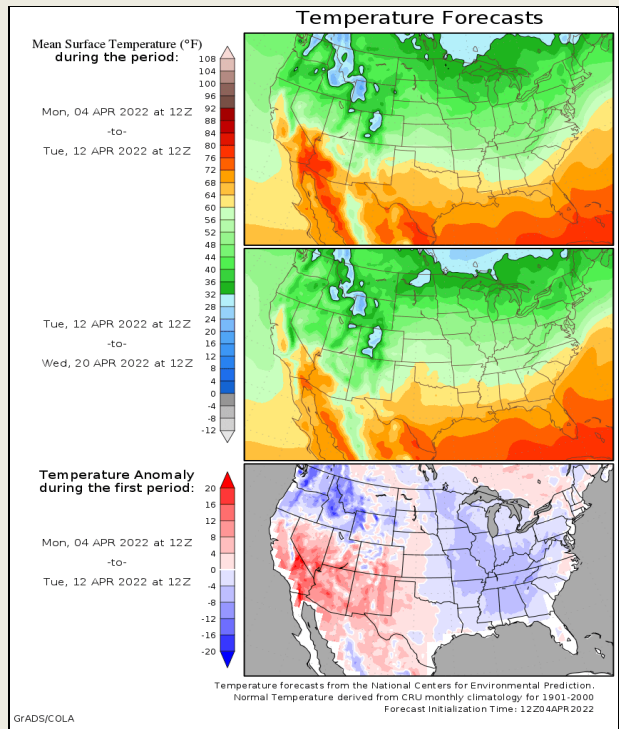 Temperature Forecasts
Mean Surface Temperature (°F)
during the period:
Mon, 04 APR 2022 at 12Z
-to-
Tue, 12 APR 2022 at 12Z
108
104
100
96
92
88
84
80
76
72
68
64
60
56
52
48
44
40
36
32
28
24
20
16
12
8
4
0
-4
-8
-12
Tue, 12 APR 2022 at 12Z
-to-
Wed, 20 APR 2022 at 12Z
Temperature Anomaly
during the first period:
Mon, 04 APR 2022 at 12Z
-to-
Tue, 12 APR 2022 at 12Z
20
16
12
8
4
0
-4
-8
-12
-16
-20
Temperature forecasts from the National Centers for Environmental Prediction.
Normal Temperature derived from CRU monthly climatology for 1901-2000
Forecast Initialization Time: 12Z04APR2022
GrADS/COLA